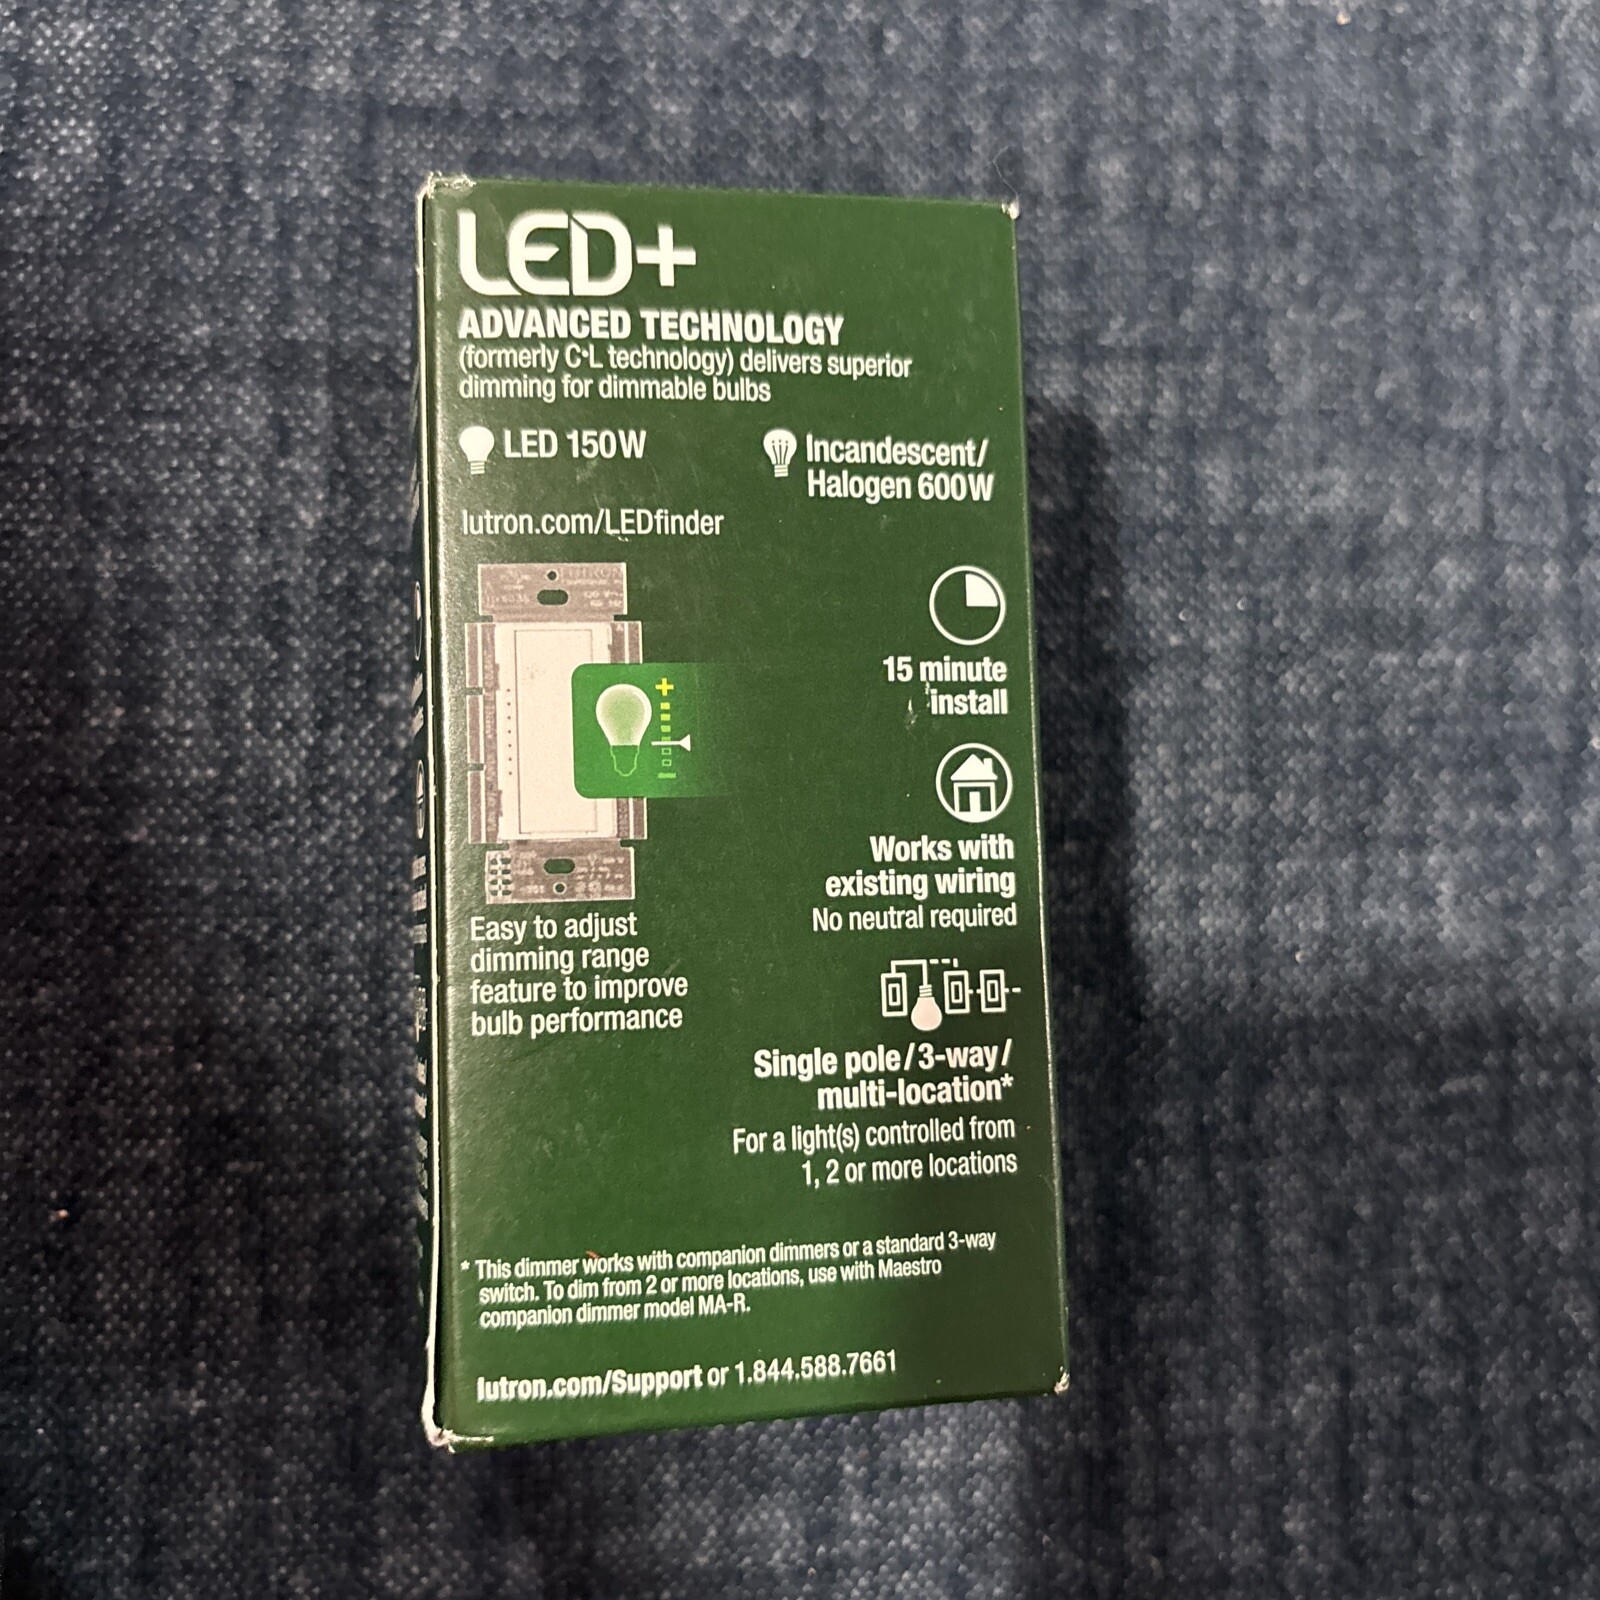 LED+
ADVANCED TECHNOLOGY
(formerly C•L technology) delivers superior
dimming for dimmable bulbs
LED 150W
Incandescent/
Halogen 600W
lutron.com/LEDfinder
15 minute
install
Works with
existing wiring
No neutral required
Easy to adjust
dimming range
feature to improve
bulb performance
Single pole/3-way/
multi-location*
For a light(s) controlled from
1, 2 or more locations
* This dimmer works with companion dimmers or a standard 3-way
switch. To dim from 2 or more locations, use with Maestro
companion dimmer model MA-R.
lutron.com/Support or 1.844.588.7661